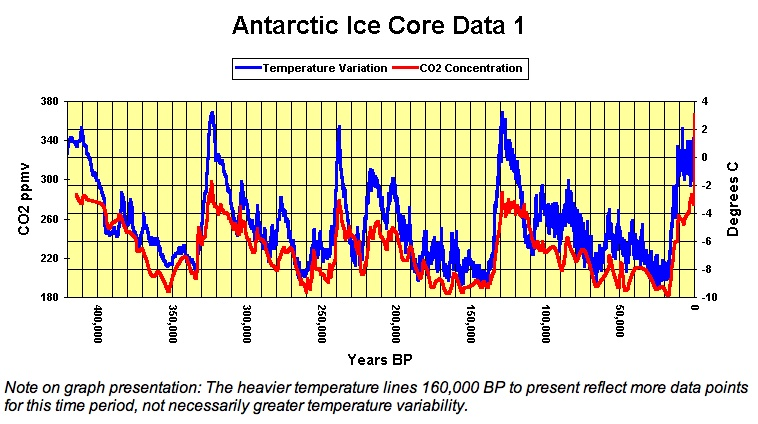 Antarctic Ice Core Data 1
Temperature Variation CO2 Concentration
380 4
340 2
300 0
260 -2
220 -4
180 -6
-8
-10
CO2 ppmv
Degrees C
400,000 350,000 300,000 250,000 200,000 150,000 100,000 50,000 0
Years BP
Note on graph presentation: The heavier temperature lines 160,000 BP to present reflect more data points
for this time period, not necessarily greater temperature variability.